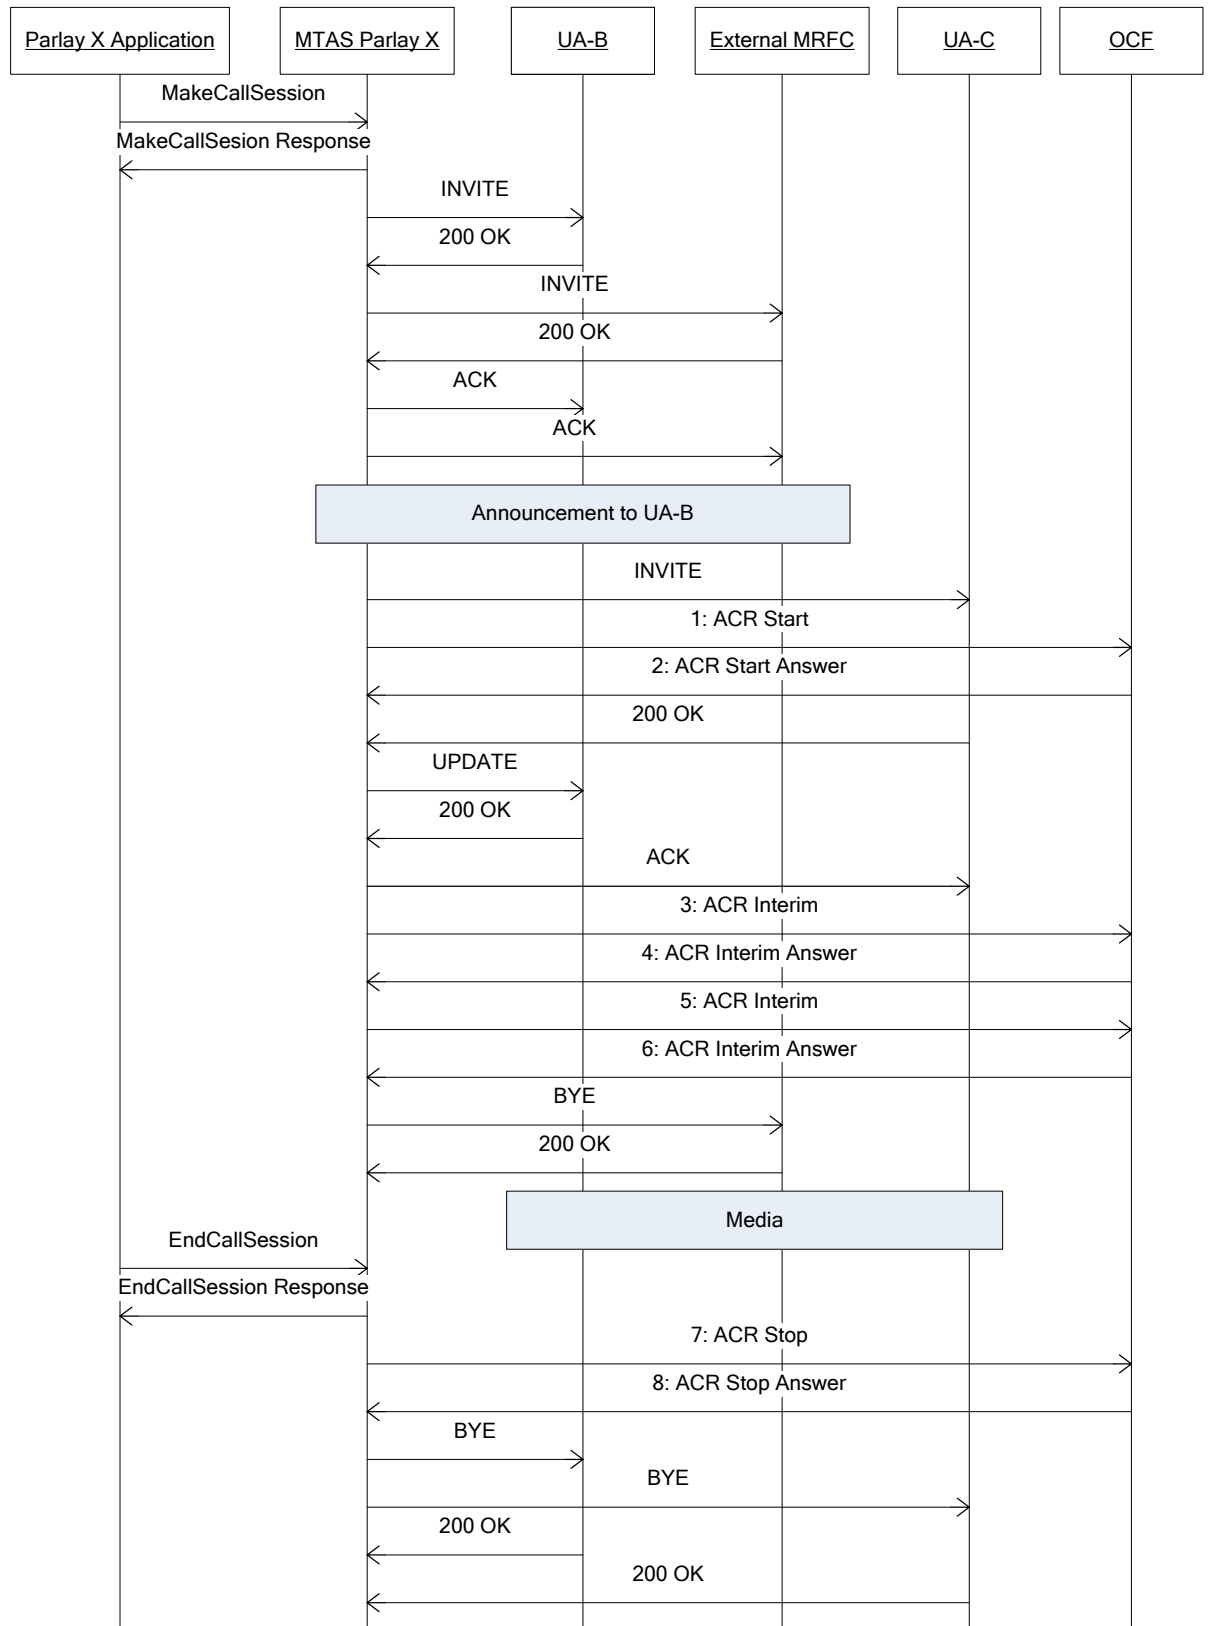 Parlay X Application
MTAS Parlay X
UA-B
External MRFC
UA-C
OCF
MakeCallSession
MakeCallSesion Response
INVITE
200 OK
INVITE
200 OK
ACK
ACK
Announcement to UA-B
INVITE
1: ACR Start
2: ACR Start Answer
200 OK
UPDATE
200 OK
ACK
3: ACR Interim
4: ACR Interim Answer
5: ACR Interim
6: ACR Interim Answer
BYE
200 OK
Media
EndCallSession
EndCallSession Response
7: ACR Stop
8: ACR Stop Answer
BYE
BYE
200 OK
200 OK